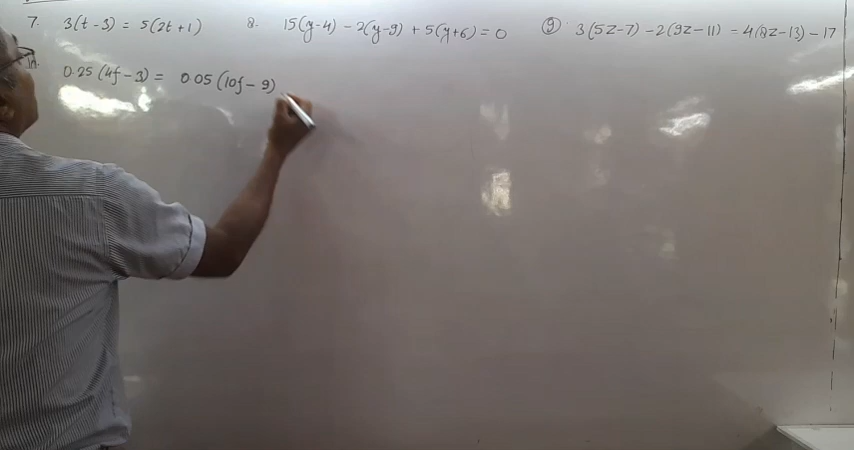 7. 3(t-3) = 5(2t+1) 8. 15(y-4) - 2(y-9) + 5(y+6) = 0 9. 3(5z-7) - 2(9z-11) = 4(8z-13) - 17
10. 0.25(4f-3) = 0.05(10f-9)